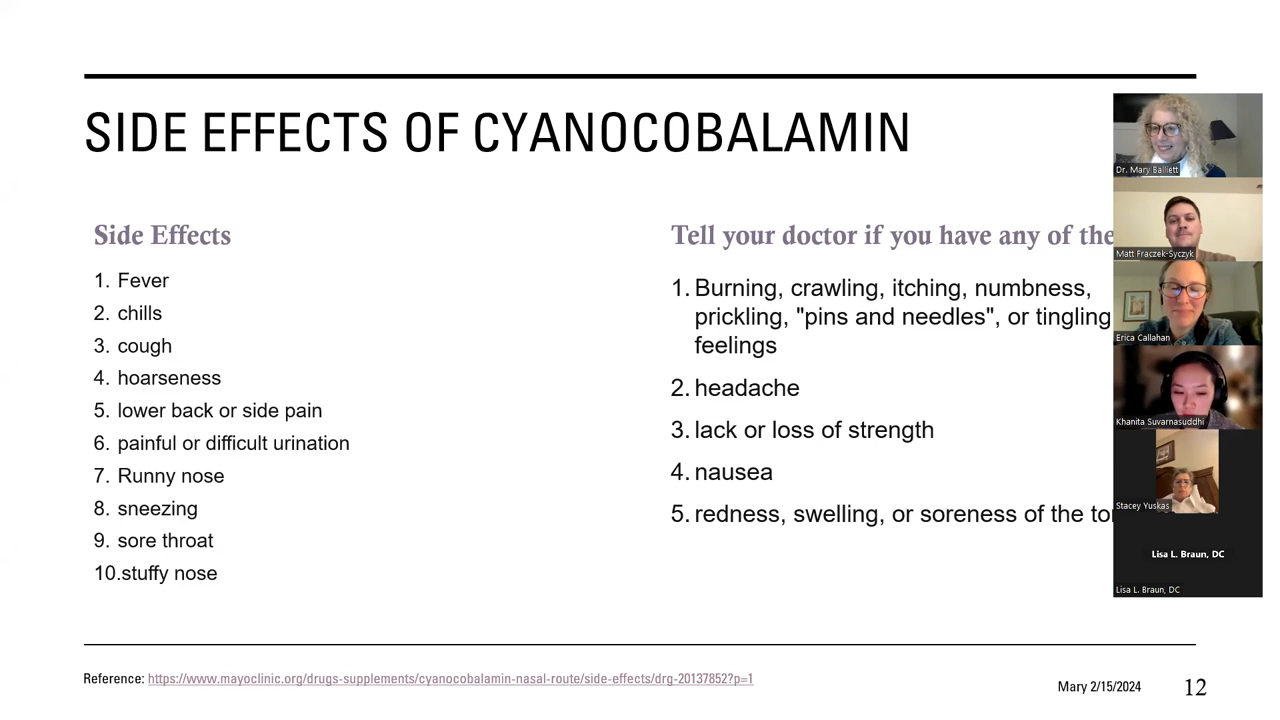 SIDE EFFECTS OF CYANOCOBALAMIN
Side Effects
1. Fever
2. chills
3. cough
4. hoarseness
5. lower back or side pain
6. painful or difficult urination
7. Runny nose
8. sneezing
9. sore throat
10.stuffy nose
Tell your doctor if you have any of the
1. Burning, crawling, itching, numbness,
prickling, "pins and needles", or tingling
feelings
2. headache
3. lack or loss of strength
4. nausea
5. redness, swelling, or soreness of the
Dr. Mary Balliett
Matt Fraczek-Syczyk
Erica Callahan
Khanita Suvarnasuddhi
Stacey Yuskas
Lisa L. Braun, DC
Lisa L. Braun, DC
Reference: https://www.mayoclinic.org/drugs-supplements/cyanocobalamin-nasal-route/side-effects/drg-20137852?p=1
Mary 2/15/2024
12